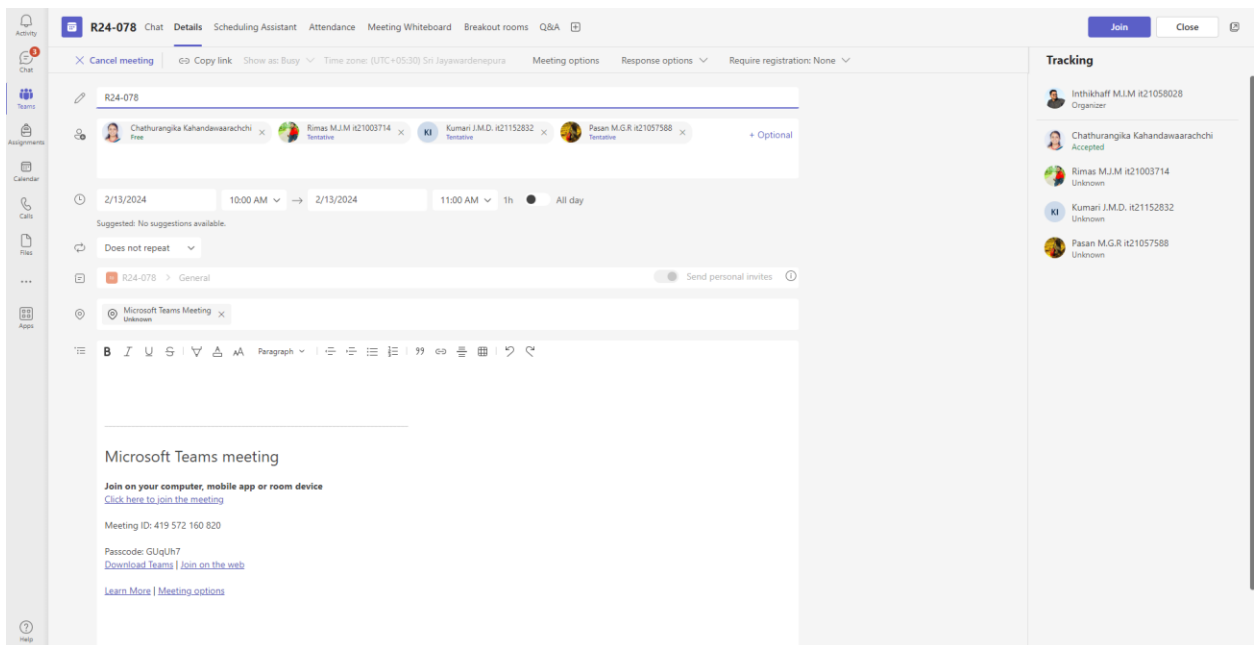 Activity
3
Chat
Teams
Assignments
Calendar
Calls
Files
Apps
Help
R24-078 Chat Details Scheduling Assistant Attendance Meeting Whiteboard Breakout rooms Q&A
Join Close
Cancel meeting Copy link Show as: Busy Time zone: (UTC+05:30) Sri Jayawardenepura Meeting options Response options Require registration: None
R24-078
Chathurangika Kahandawaarachchi
Free
Rimas M.J.M it21003714
Tentative
KI
Kumari J.M.D. it21152832
Tentative
Pasan M.G.R it21057588
Tentative
+ Optional
2/13/2024 10:00 AM → 2/13/2024 11:00 AM 1h All day
Suggested: No suggestions available.
Does not repeat
R24-078 > General Send personal invites
Microsoft Teams Meeting
Unknown
B I U S A AA Paragraph
Microsoft Teams meeting
Join on your computer, mobile app or room device
Click here to join the meeting
Meeting ID: 419 572 160 820
Passcode: GUqUh7
Download Teams | Join on the web
Learn More | Meeting options
Tracking
Inthikhaff M.I.M it21058028
Organizer
Chathurangika Kahandawaarachchi
Accepted
Rimas M.J.M it21003714
Unknown
KI
Kumari J.M.D. it21152832
Unknown
Pasan M.G.R it21057588
Unknown